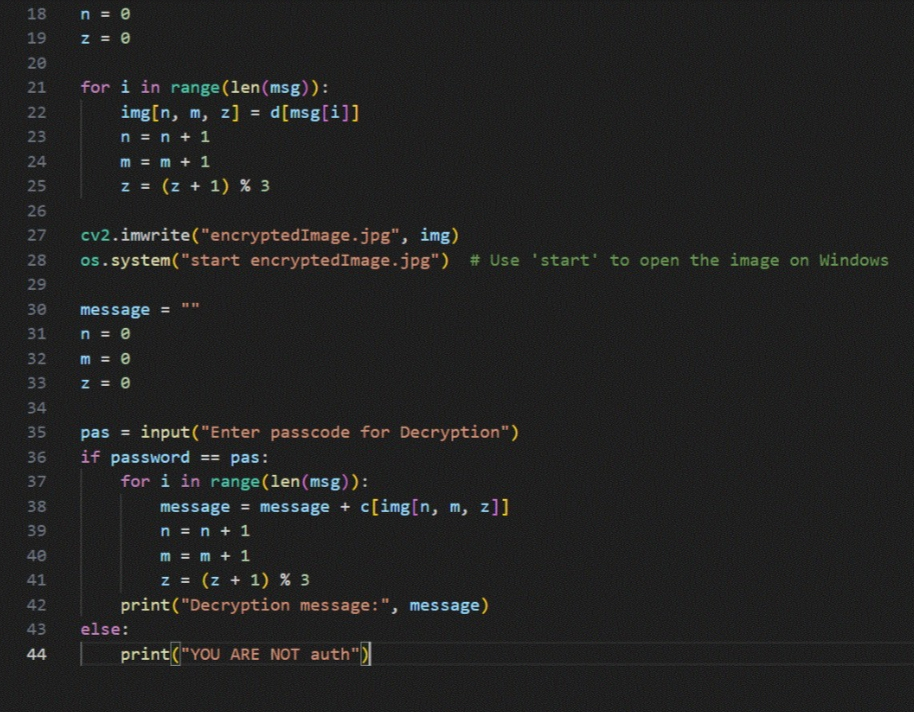 18 n = 0
19 z = 0
20
21 for i in range(len(msg)):
22     img[n, m, z] = d[msg[i]]
23     n = n + 1
24     m = m + 1
25     z = (z + 1) % 3
26
27 cv2.imwrite("encryptedImage.jpg", img)
28 os.system("start encryptedImage.jpg")  # Use 'start' to open the image on Windows
29
30 message = ""
31 n = 0
32 m = 0
33 z = 0
34
35 pas = input("Enter passcode for Decryption")
36 if password == pas:
37     for i in range(len(msg)):
38         message = message + c[img[n, m, z]]
39         n = n + 1
40         m = m + 1
41         z = (z + 1) % 3
42     print("Decryption message:", message)
43 else:
44     print("YOU ARE NOT auth")